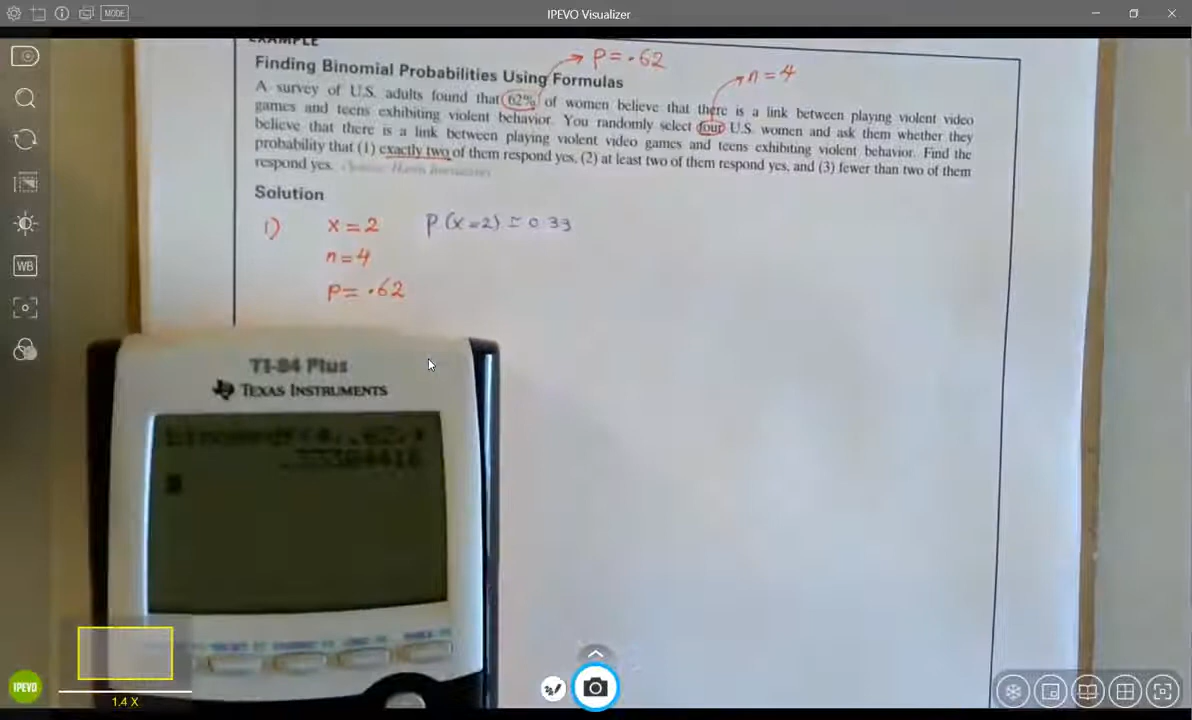 IPEVO Visualizer
MODE
EXAMPLE
p = .62
Finding Binomial Probabilities Using Formulas
n = 4
A survey of U.S. adults found that 62% of women believe that there is a link between playing violent video
games and teens exhibiting violent behavior. You randomly select four U.S. women and ask them whether they
believe that there is a link between playing violent video games and teens exhibiting violent behavior. Find the
probability that (1) exactly two of them respond yes, (2) at least two of them respond yes, and (3) fewer than two of them
respond yes.
Solution
1) x = 2 P(x=2) ≈ 0.33
n = 4
p = .62
WB
TI-84 Plus
TEXAS INSTRUMENTS
IPEVO
1.4 X